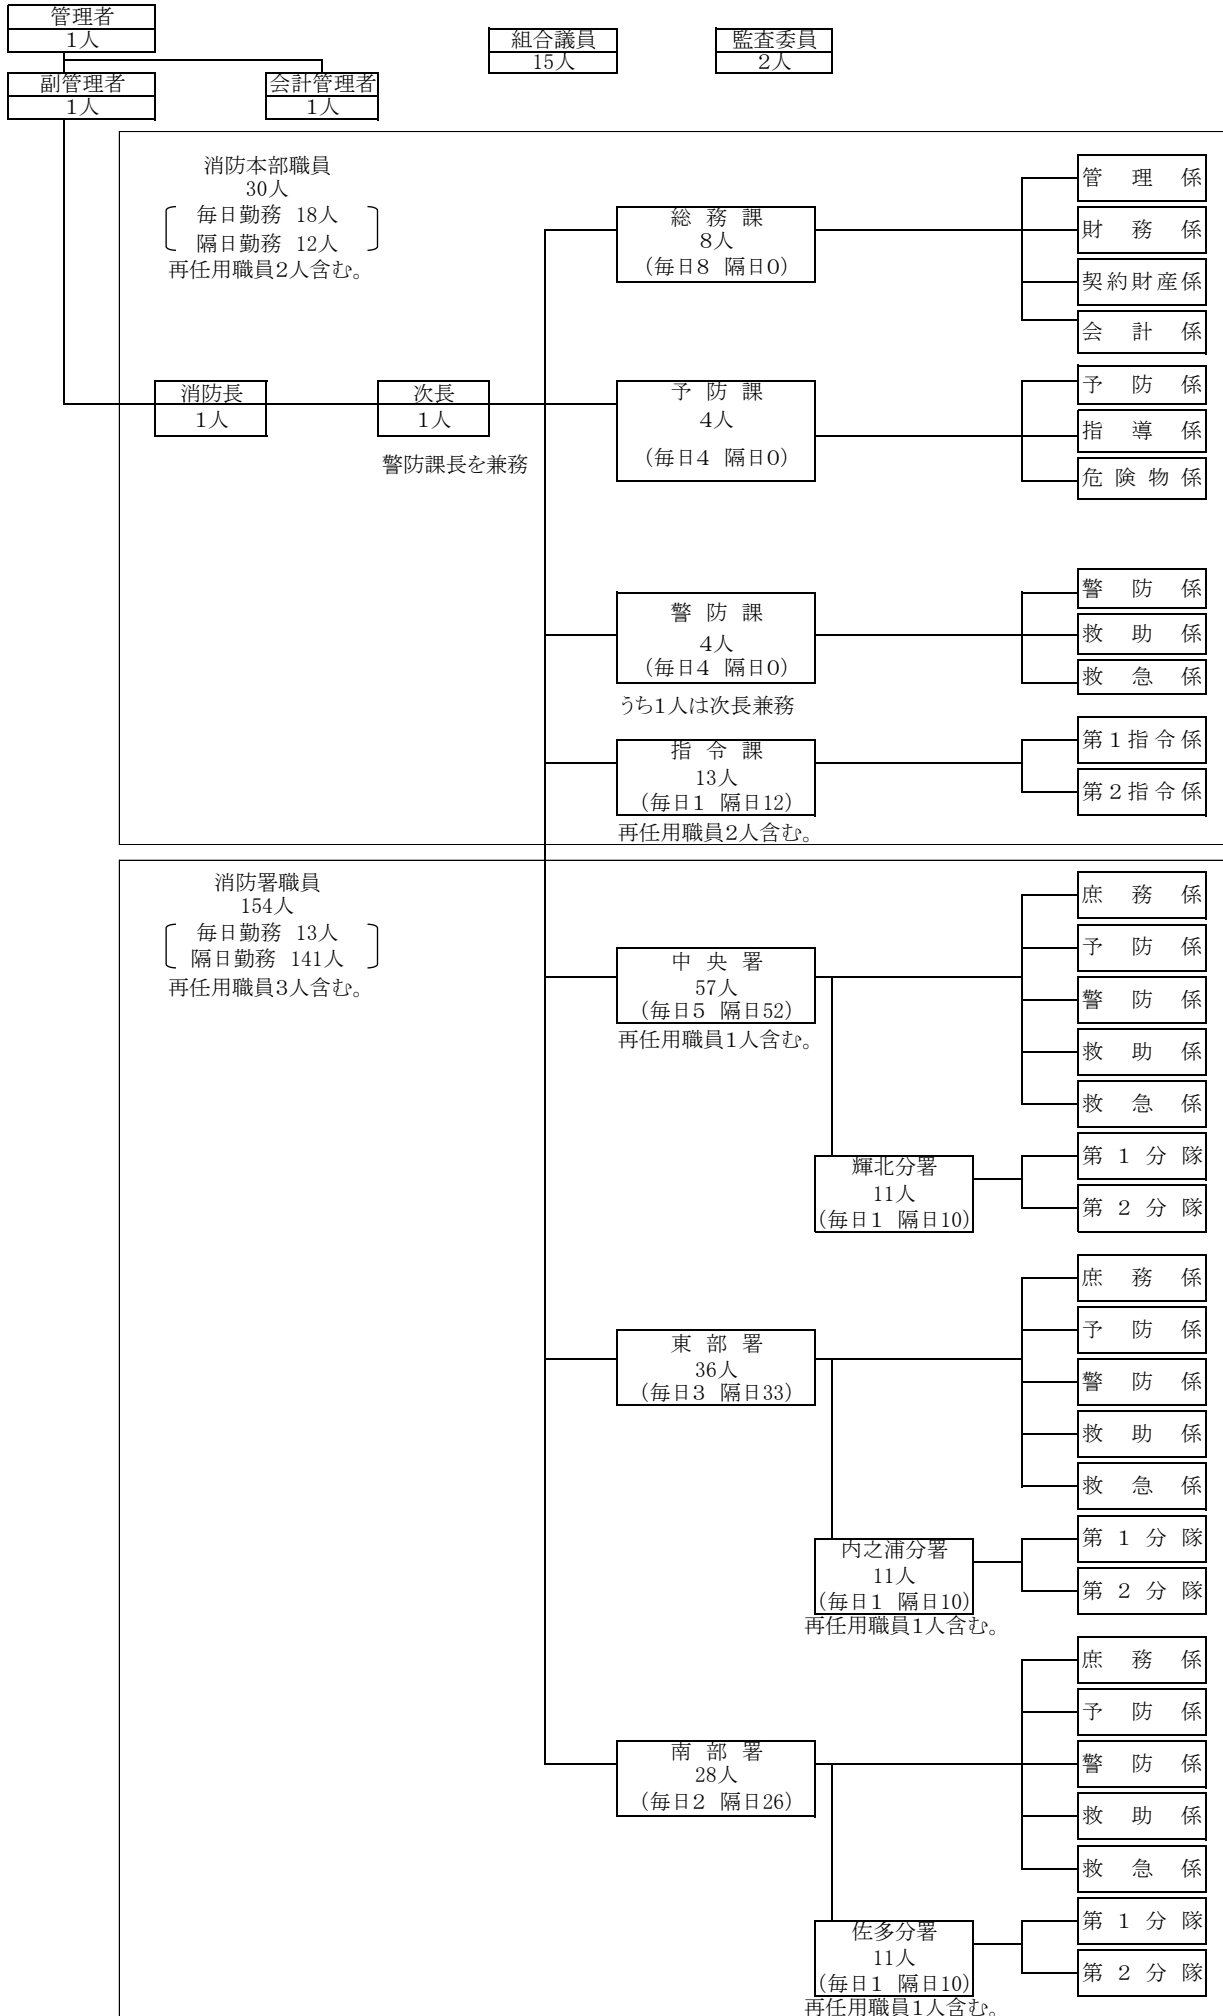 管理者
1人
組合議員
15人
監査委員
2人
副管理者
1人
会計管理者
1人
消防本部職員
30人
毎日勤務 18人
隔日勤務 12人
再任用職員2人含む。
総務課
8人
(毎日8 隔日0)
管理係
財務係
契約財産係
会計係
消防長
1人
次長
1人
警防課長を兼務
予防課
4人
(毎日4 隔日0)
予防係
指導係
危険物係
警防課
4人
(毎日4 隔日0)
うち1人は次長兼務
警防係
救助係
救急係
指令課
13人
(毎日1 隔日12)
再任用職員2人含む。
第1指令係
第2指令係
消防署職員
154人
毎日勤務 13人
隔日勤務 141人
再任用職員3人含む。
中央署
57人
(毎日5 隔日52)
再任用職員1人含む。
庶務係
予防係
警防係
救助係
救急係
輝北分署
11人
(毎日1 隔日10)
第1分隊
第2分隊
東部署
36人
(毎日3 隔日33)
庶務係
予防係
警防係
救助係
救急係
内之浦分署
11人
(毎日1 隔日10)
再任用職員1人含む。
第1分隊
第2分隊
南部署
28人
(毎日2 隔日26)
庶務係
予防係
警防係
救助係
救急係
佐多分署
11人
(毎日1 隔日10)
再任用職員1人含む。
第1分隊
第2分隊